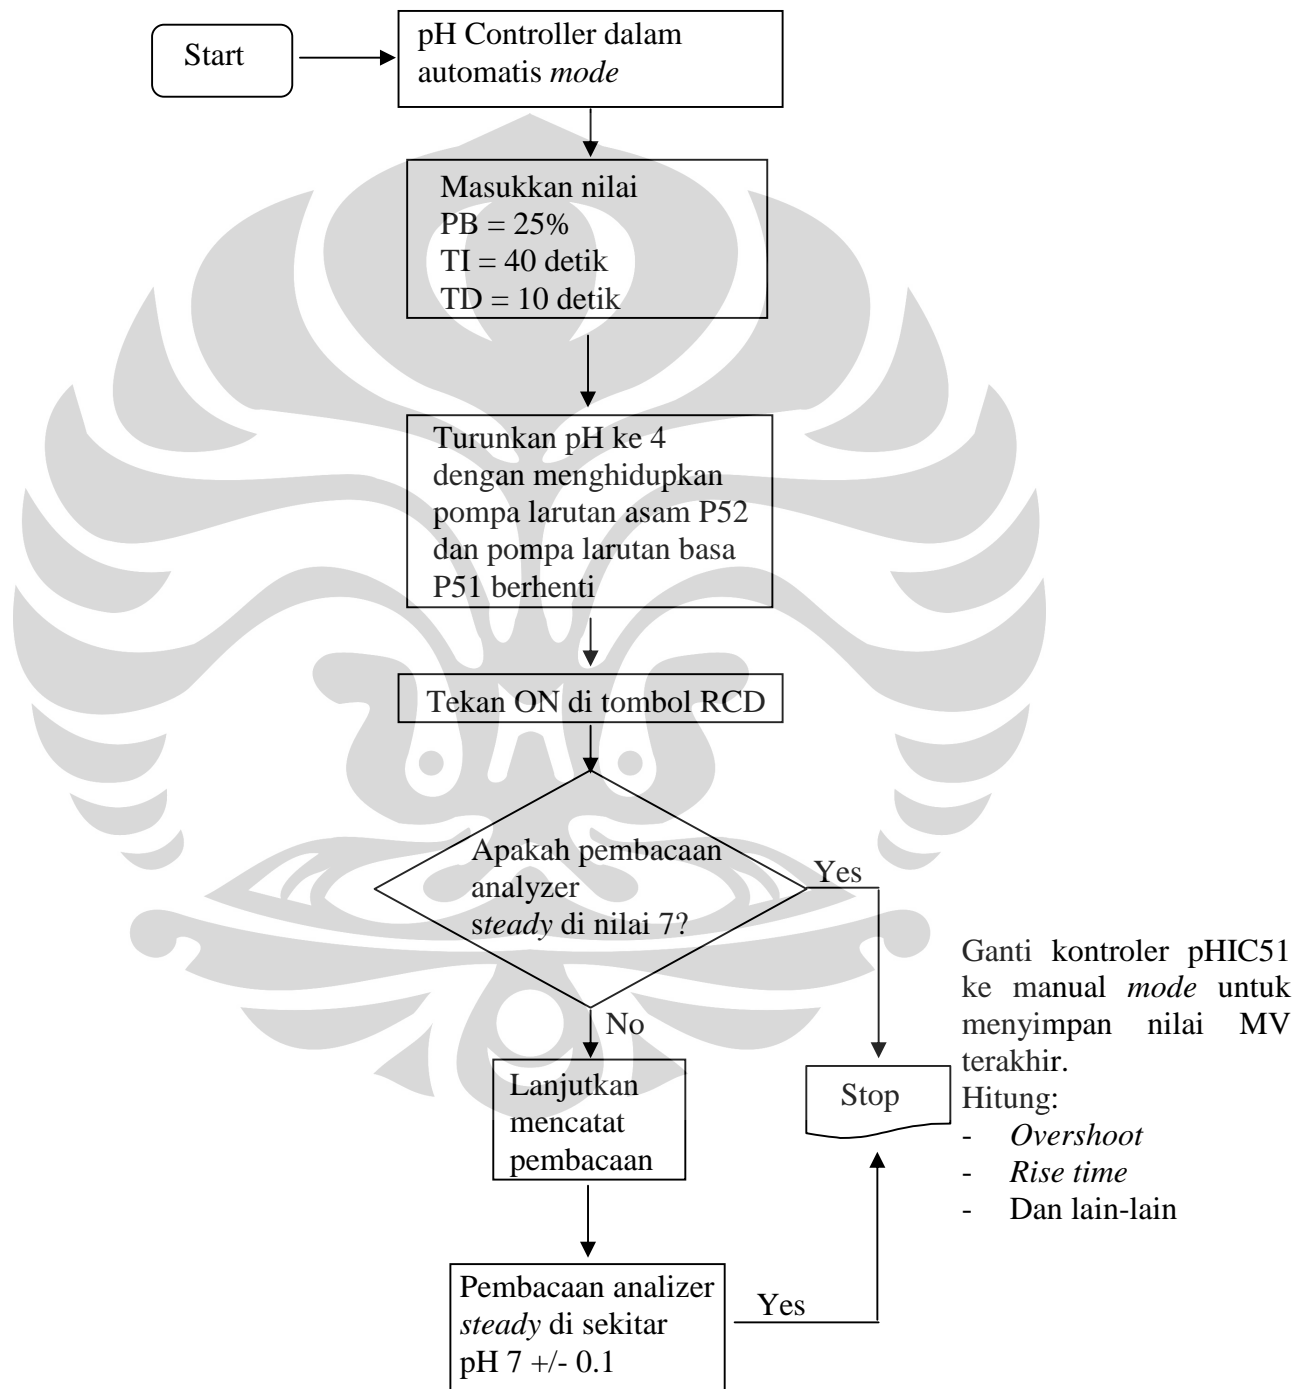 Start
pH Controller dalam
automatis mode
Masukkan nilai
PB = 25%
TI = 40 detik
TD = 10 detik
Turunkan pH ke 4
dengan menghidupkan
pompa larutan asam P52
dan pompa larutan basa
P51 berhenti
Tekan ON di tombol RCD
Apakah pembacaan
analyzer
steady di nilai 7?
Yes
No
Lanjutkan
mencatat
pembacaan
Pembacaan analizer
steady di sekitar
pH 7 +/- 0.1
Yes
Stop
Ganti kontroler pHIC51
ke manual mode untuk
menyimpan nilai MV
terakhir.
Hitung:
- Overshoot
- Rise time
- Dan lain-lain